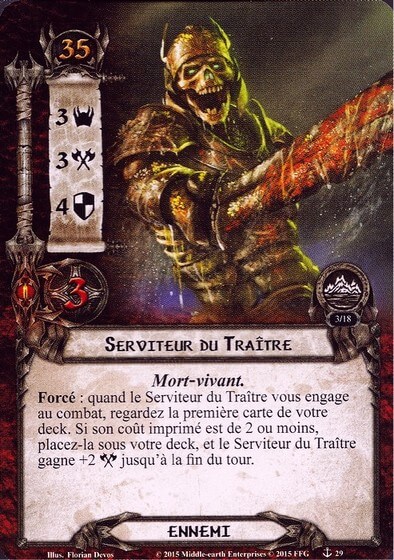 35
3
3
4
3
3/18
Serviteur du Traître
Mort-vivant.
Forcé : quand le Serviteur du Traître vous engage
au combat, regardez la première carte de votre
deck. Si son coût imprimé est de 2 ou moins,
placez-la sous votre deck, et le Serviteur du Traître
gagne +2 jusqu'à la fin du tour.
ENNEMI
Illus. Florian Devos © 2015 Middle-earth Enterprises © 2015 FFG 29